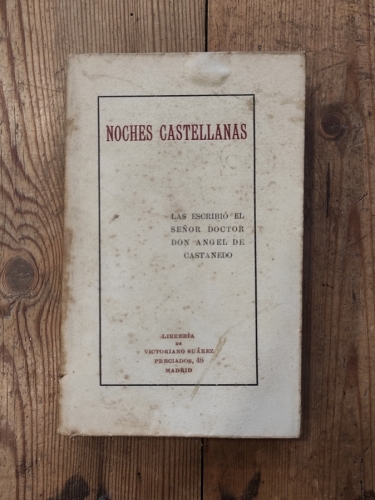 NOCHES CASTELLANAS
LAS ESCRIBIÓ EL
SEÑOR DOCTOR
DON ANGEL DE
CASTANEDO
LIBRERÍA
DE
VICTORIANO SUÁREZ
PRECIADOS, 48
MADRID